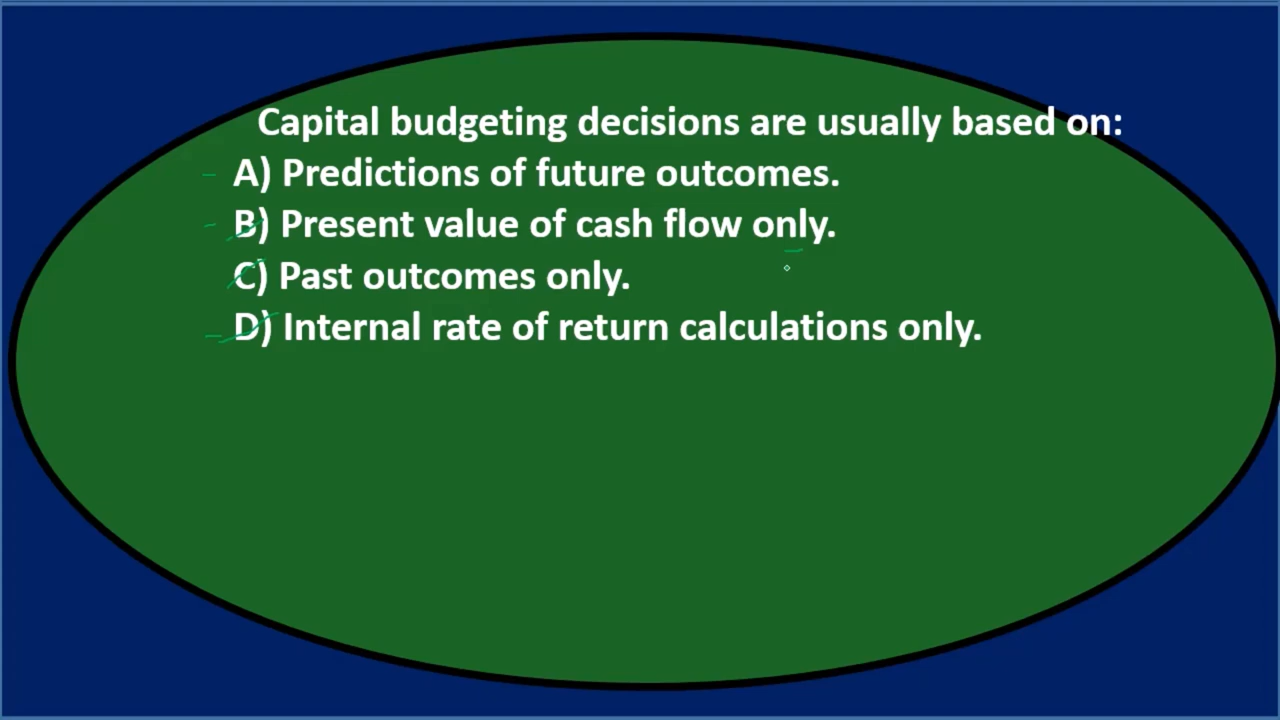 Capital budgeting decisions are usually based on:
A) Predictions of future outcomes.
B) Present value of cash flow only.
C) Past outcomes only.
D) Internal rate of return calculations only.